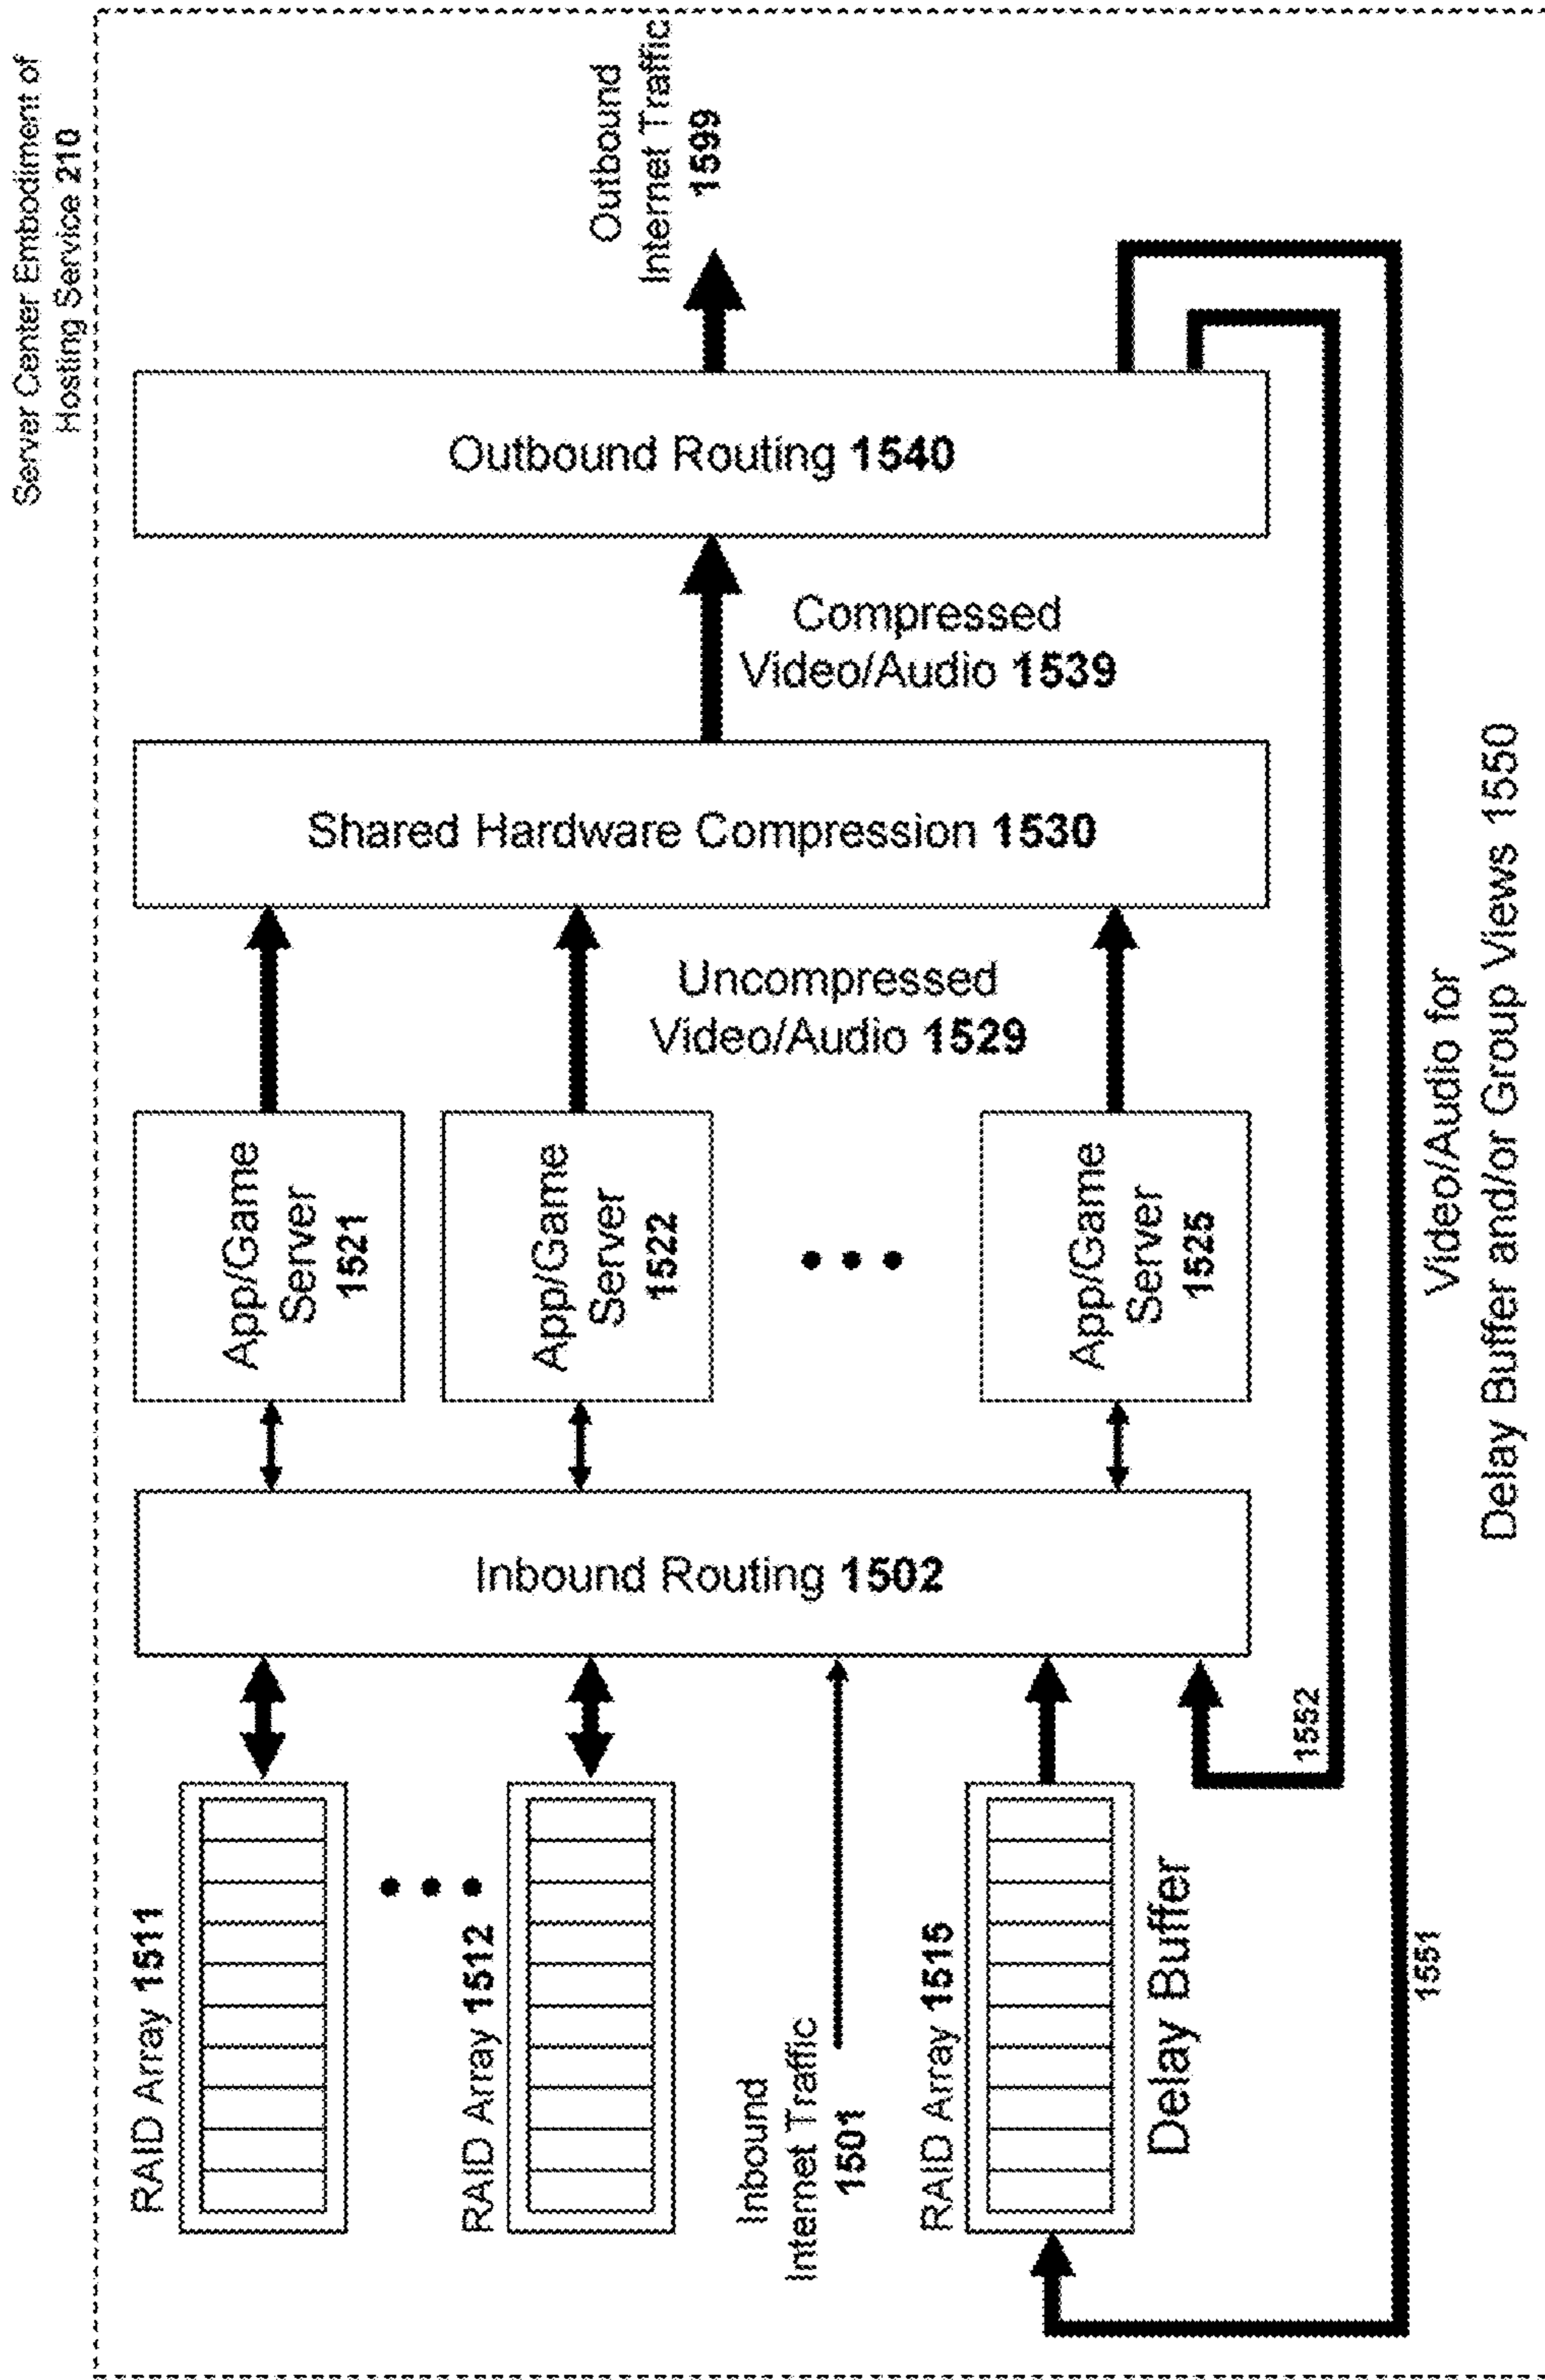 Server Center Embodiment of
Hosting Service 210
RAID Array 1511
RAID Array 1512
Inbound
Internet Traffic
1501
RAID Array 1515
Delay Buffer
Inbound Routing 1502
App/Game
Server
1521
App/Game
Server
1522
App/Game
Server
1525
Uncompressed
Video/Audio 1529
Shared Hardware Compression 1530
Compressed
Video/Audio 1539
Outbound Routing 1540
Outbound
Internet Traffic
1599
1552
1551
Video/Audio for
Delay Buffer and/or Group Views 1550